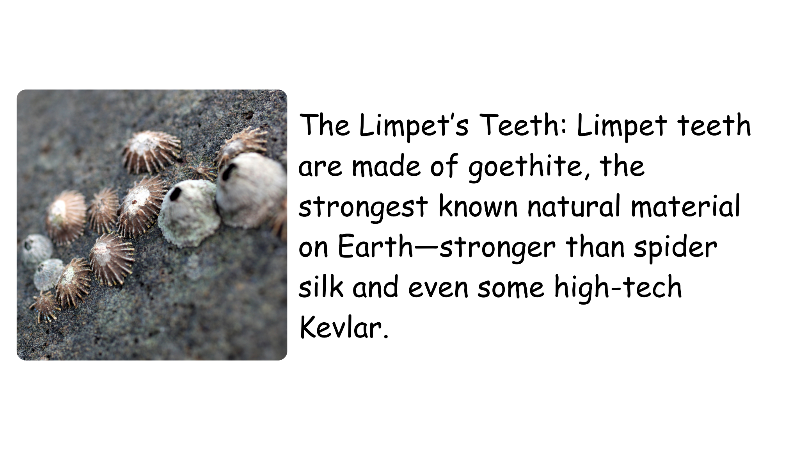 The Limpet’s Teeth: Limpet teeth
are made of goethite, the
strongest known natural material
on Earth—stronger than spider
silk and even some high-tech
Kevlar.